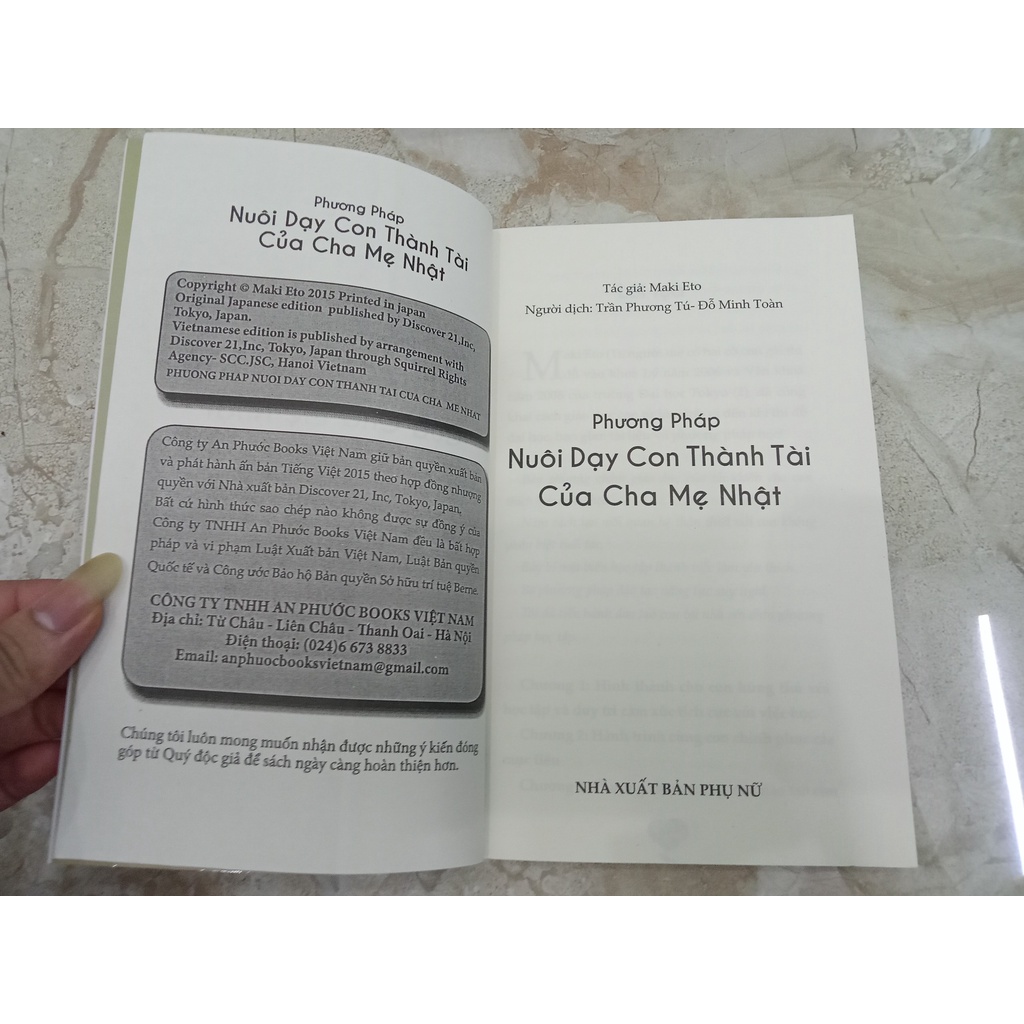 Phương Pháp
Nuôi Dạy Con Thành Tài
Của Cha Mẹ Nhật
Copyright © Maki Eto 2015 Printed in japan
Original Japanese edition published by Discover 21,Inc,
Tokyo, Japan.
Vietnamese edition is published by arrangement with
Discover 21,Inc, Tokyo, Japan through Squirrel Rights
Agency- SCC.JSC, Hanoi Vietnam
PHUONG PHAP NUOI DAY CON THANH TAI CUA CHA ME NHAT
Công ty An Phước Books Việt Nam giữ bản quyền xuất bản
và phát hành ấn bản Tiếng Việt 2015 theo hợp đồng nhượng
quyền với Nhà xuất bản Discover 21, Inc, Tokyo, Japan,
Bất cứ hình thức sao chép nào không được sự đồng ý của
Công ty TNHH An Phước Books Việt Nam đều là bất hợp
pháp và vi phạm Luật Xuất bản Việt Nam, Luật Bản quyền
Quốc tế và Công ước Bảo hộ Bản quyền Sở hữu trí tuệ Berne.
CÔNG TY TNHH AN PHƯỚC BOOKS VIỆT NAM
Địa chỉ: Từ Châu - Liên Châu - Thanh Oai - Hà Nội
Điện thoại: (024)6 673 8833
Email: anphuocbooksvietnam@gmail.com
Chúng tôi luôn mong muốn nhận được những ý kiến đóng
góp từ Quý độc giả để sách ngày càng hoàn thiện hơn.
Tác giả: Maki Eto
Người dịch: Trần Phương Tú- Đỗ Minh Toàn
Phương Pháp
Nuôi Dạy Con Thành Tài
Của Cha Mẹ Nhật
NHÀ XUẤT BẢN PHỤ NỮ